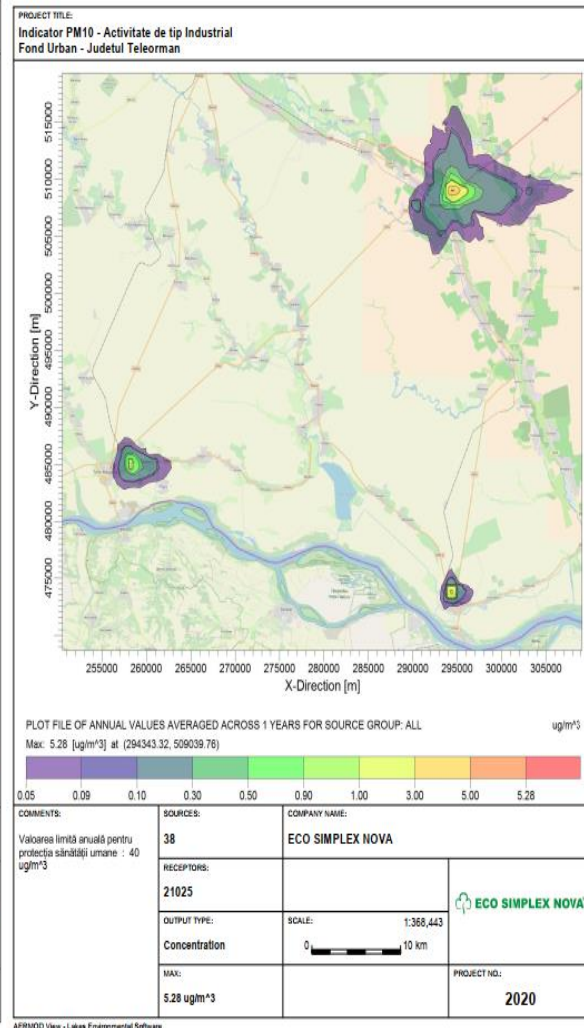 PROJECT TITLE:
Indicator PM10 - Activitate de tip Industrial
Fond Urban - Judetul Teleorman
Y-Direction [m]
515000
510000
505000
500000
495000
490000
485000
480000
475000
255000 260000 265000 270000 275000 280000 285000 290000 295000 300000 305000
X-Direction [m]
PLOT FILE OF ANNUAL VALUES AVERAGED ACROSS 1 YEARS FOR SOURCE GROUP: ALL ug/m^3
Max: 5.28 [ug/m^3] at (294343.32, 509039.76)
0.05 0.09 0.10 0.30 0.50 0.90 1.00 3.00 5.00 5.28
COMMENTS:
Valoarea limită anuală pentru
protecția sănătății umane : 40
ug/m^3
SOURCES:
38
COMPANY NAME:
ECO SIMPLEX NOVA
RECEPTORS:
21025
OUTPUT TYPE:
Concentration
SCALE: 1:368,443
0 10 km
ECO SIMPLEX NOVA
MAX:
5.28 ug/m^3
PROJECT NO.:
2020
AERMOD View - Lakes Environmental Software